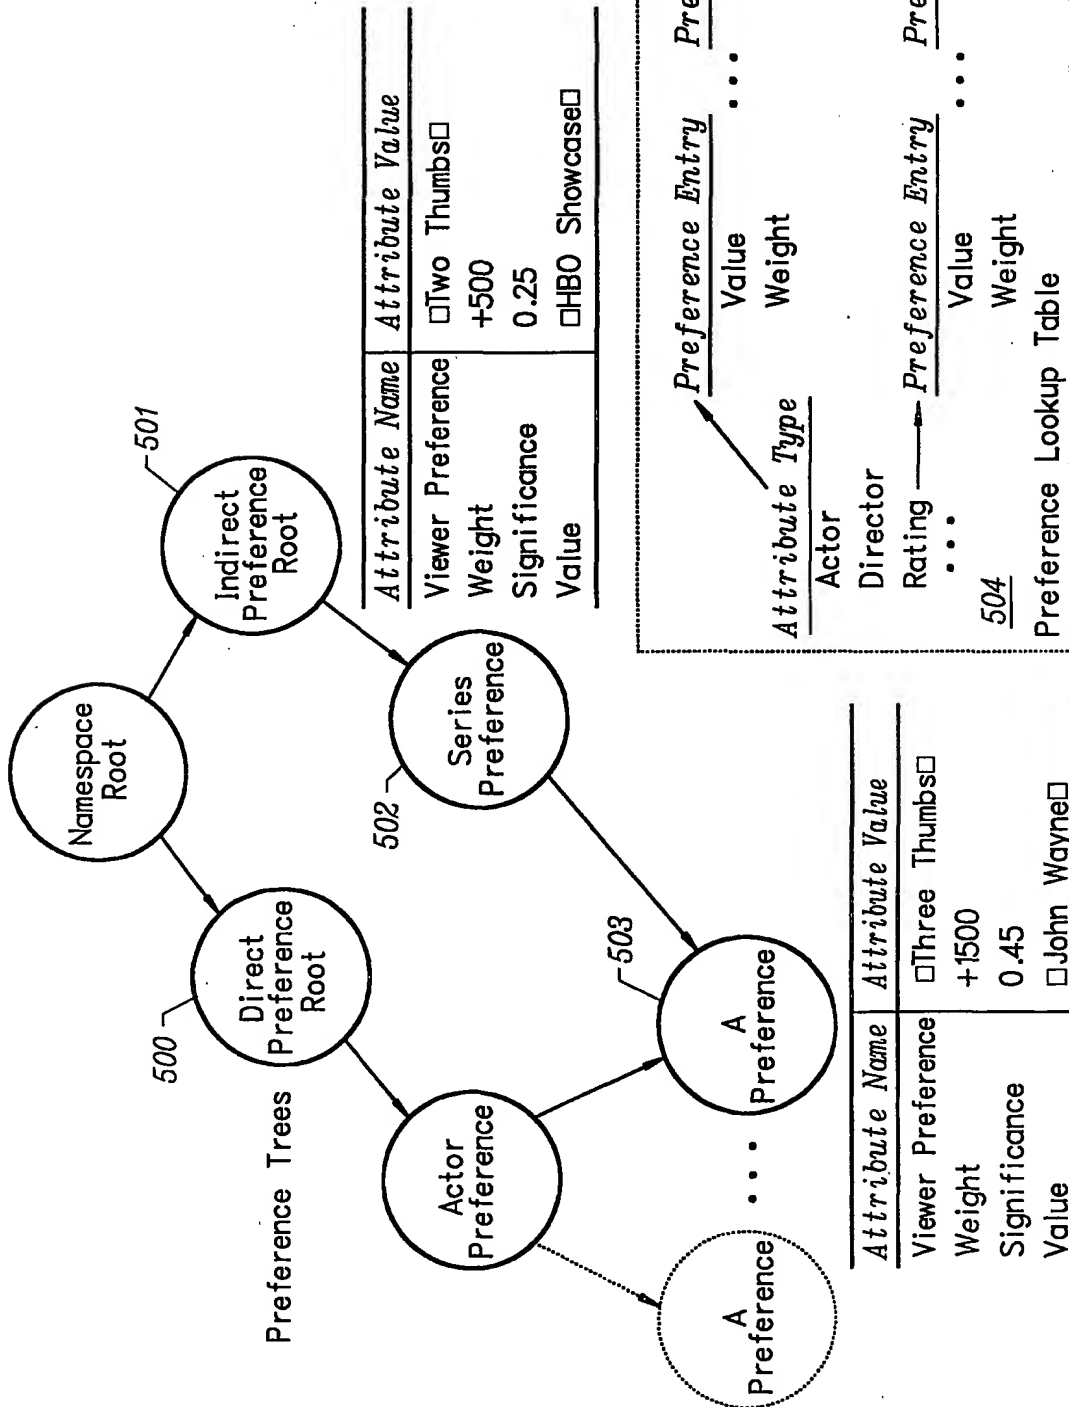 Preference Trees
Namespace
Root
500
Direct
Preference
Root
501
Indirect
Preference
Root
Actor
Preference
502
Series
Preference
A
Preference
• • •
503
A
Preference
Attribute Name Attribute Value
Viewer Preference □Two Thumbs□
Weight +500
Significance 0.25
Value □HBO Showcase□
Attribute Name Attribute Value
Viewer Preference □Three Thumbs□
Weight +1500
Significance 0.45
Value □John Wayne□
Attribute Type
Actor
Director
Rating
• • •
Preference Entry
Value
Weight
• • •
Preference Entry
Value
Weight
• • •
504
Preference Lookup Table